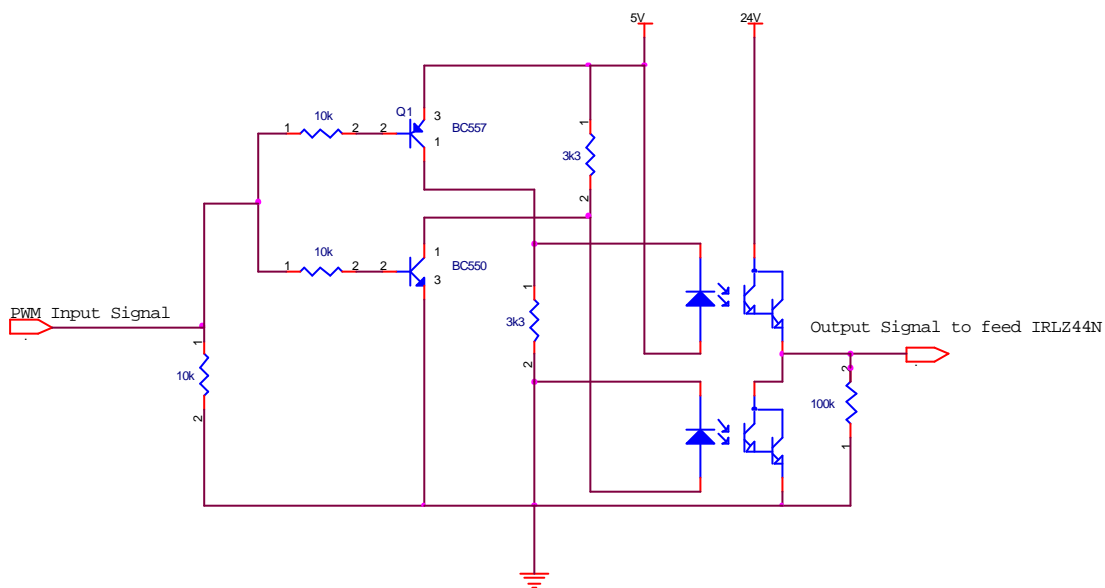 5V
24V
10k
1
2
2
Q1
3
BC557
1
1
3k3
2
10k
1
2
2
1
BC550
3
1
3k3
2
PWM Input Signal
1
10k
2
Output Signal to feed IRLZ44N
2
100k
1